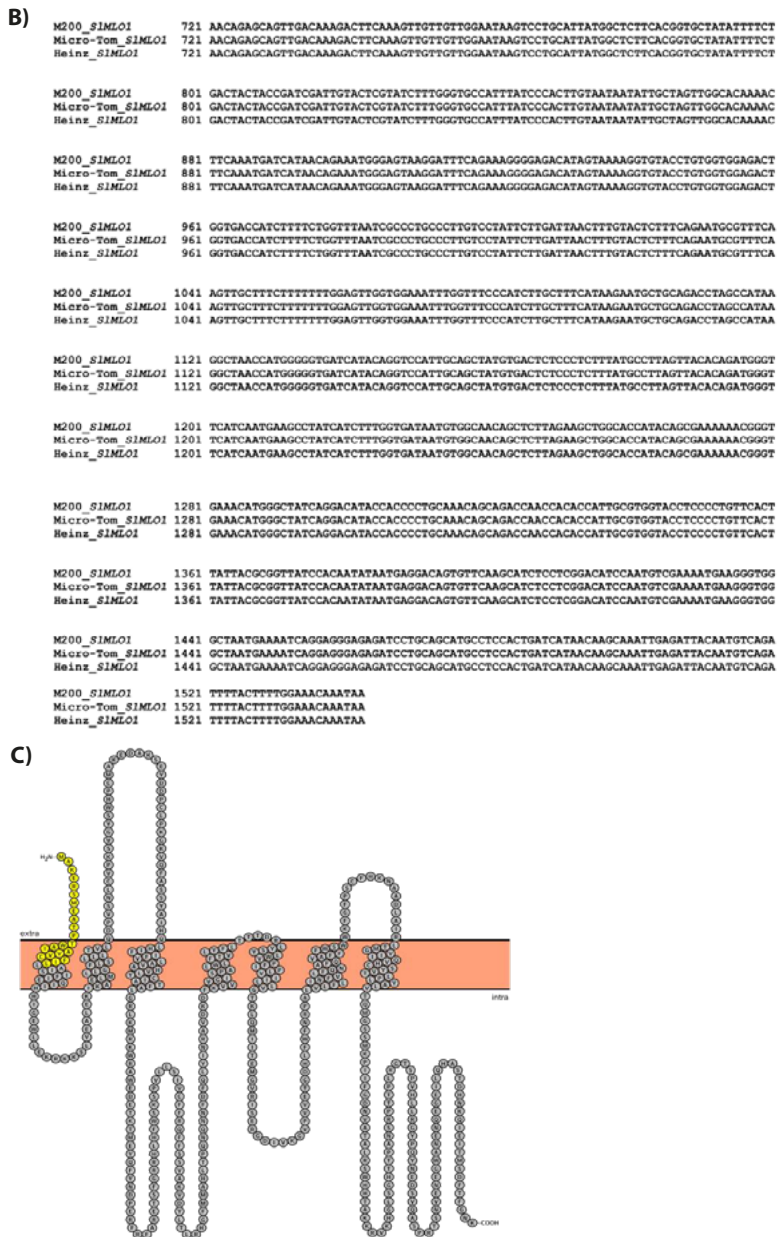 B)
M200_SlMLO1 721 AACAGAGCAGTTGACAAAGACTTCAAAGTTGTTGTTGGAATAAGTCCTGCATTATGGCTCTTCACGGTGCTATATTTTCT
Micro-Tom_SlMLO1 721 AACAGAGCAGTTGACAAAGACTTCAAAGTTGTTGTTGGAATAAGTCCTGCATTATGGCTCTTCACGGTGCTATATTTTCT
Heinz_SlMLO1 721 AACAGAGCAGTTGACAAAGACTTCAAAGTTGTTGTTGGAATAAGTCCTGCATTATGGCTCTTCACGGTGCTATATTTTCT
M200_SlMLO1 801 GACTACTACCGATCGATTGTACTCGTATCTTTGGGTGCCATTTATCCCACTTGTAATAATATTGCTAGTTGGCACAAAAC
Micro-Tom_SlMLO1 801 GACTACTACCGATCGATTGTACTCGTATCTTTGGGTGCCATTTATCCCACTTGTAATAATATTGCTAGTTGGCACAAAAC
Heinz_SlMLO1 801 GACTACTACCGATCGATTGTACTCGTATCTTTGGGTGCCATTTATCCCACTTGTAATAATATTGCTAGTTGGCACAAAAC
M200_SlMLO1 881 TTCAAATGATCATAACAGAAATGGGAGTAAGGATTTCAGAAAGGGGAGACATAGTAAAAGGTGTACCTGTGGTGGAGACT
Micro-Tom_SlMLO1 881 TTCAAATGATCATAACAGAAATGGGAGTAAGGATTTCAGAAAGGGGAGACATAGTAAAAGGTGTACCTGTGGTGGAGACT
Heinz_SlMLO1 881 TTCAAATGATCATAACAGAAATGGGAGTAAGGATTTCAGAAAGGGGAGACATAGTAAAAGGTGTACCTGTGGTGGAGACT
M200_SlMLO1 961 GGTGACCATCTTTTCTGGTTTAATCGCCCTGCCCTTGTCCTATTCTTGATTAACTTTGTACTCTTTCAGAATGCGTTTCA
Micro-Tom_SlMLO1 961 GGTGACCATCTTTTCTGGTTTAATCGCCCTGCCCTTGTCCTATTCTTGATTAACTTTGTACTCTTTCAGAATGCGTTTCA
Heinz_SlMLO1 961 GGTGACCATCTTTTCTGGTTTAATCGCCCTGCCCTTGTCCTATTCTTGATTAACTTTGTACTCTTTCAGAATGCGTTTCA
M200_SlMLO1 1041 AGTTGCTTTCTTTTTTTGGAGTTGGTGGAAATTTGGTTTCCCATCTTGCTTTCATAAGAATGCTGCAGACCTAGCCATAA
Micro-Tom_SlMLO1 1041 AGTTGCTTTCTTTTTTTGGAGTTGGTGGAAATTTGGTTTCCCATCTTGCTTTCATAAGAATGCTGCAGACCTAGCCATAA
Heinz_SlMLO1 1041 AGTTGCTTTCTTTTTTTGGAGTTGGTGGAAATTTGGTTTCCCATCTTGCTTTCATAAGAATGCTGCAGACCTAGCCATAA
M200_SlMLO1 1121 GGCTAACCATGGGGGTGATCATACAGGTCCATTGCAGCTATGTGACTCTCCCTCTTTATGCCTTAGTTACACAGATGGGT
Micro-Tom_SlMLO1 1121 GGCTAACCATGGGGGTGATCATACAGGTCCATTGCAGCTATGTGACTCTCCCTCTTTATGCCTTAGTTACACAGATGGGT
Heinz_SlMLO1 1121 GGCTAACCATGGGGGTGATCATACAGGTCCATTGCAGCTATGTGACTCTCCCTCTTTATGCCTTAGTTACACAGATGGGT
M200_SlMLO1 1201 TCATCAATGAAGCCTATCATCTTTGGTGATAATGTGGCAACAGCTCTTAGAAGCTGGCACCATACAGCGAAAAAACGGGT
Micro-Tom_SlMLO1 1201 TCATCAATGAAGCCTATCATCTTTGGTGATAATGTGGCAACAGCTCTTAGAAGCTGGCACCATACAGCGAAAAAACGGGT
Heinz_SlMLO1 1201 TCATCAATGAAGCCTATCATCTTTGGTGATAATGTGGCAACAGCTCTTAGAAGCTGGCACCATACAGCGAAAAAACGGGT
M200_SlMLO1 1281 GAAACATGGGCTATCAGGACATACCACCCCTGCAAACAGCAGACCAACCACACCATTGCGTGGTACCTCCCCTGTTCACT
Micro-Tom_SlMLO1 1281 GAAACATGGGCTATCAGGACATACCACCCCTGCAAACAGCAGACCAACCACACCATTGCGTGGTACCTCCCCTGTTCACT
Heinz_SlMLO1 1281 GAAACATGGGCTATCAGGACATACCACCCCTGCAAACAGCAGACCAACCACACCATTGCGTGGTACCTCCCCTGTTCACT
M200_SlMLO1 1361 TATTACGCGGTTATCCACAATATAATGAGGACAGTGTTCAAGCATCTCCTCGGACATCCAATGTCGAAAATGAAGGGTGG
Micro-Tom_SlMLO1 1361 TATTACGCGGTTATCCACAATATAATGAGGACAGTGTTCAAGCATCTCCTCGGACATCCAATGTCGAAAATGAAGGGTGG
Heinz_SlMLO1 1361 TATTACGCGGTTATCCACAATATAATGAGGACAGTGTTCAAGCATCTCCTCGGACATCCAATGTCGAAAATGAAGGGTGG
M200_SlMLO1 1441 GCTAATGAAAATCAGGAGGGAGAGATCCTGCAGCATGCCTCCACTGATCATAACAAGCAAATTGAGATTACAATGTCAGA
Micro-Tom_SlMLO1 1441 GCTAATGAAAATCAGGAGGGAGAGATCCTGCAGCATGCCTCCACTGATCATAACAAGCAAATTGAGATTACAATGTCAGA
Heinz_SlMLO1 1441 GCTAATGAAAATCAGGAGGGAGAGATCCTGCAGCATGCCTCCACTGATCATAACAAGCAAATTGAGATTACAATGTCAGA
M200_SlMLO1 1521 TTTTACTTTTGGAAACAAATAA
Micro-Tom_SlMLO1 1521 TTTTACTTTTGGAAACAAATAA
Heinz_SlMLO1 1521 TTTTACTTTTGGAAACAAATAA
C)
H₂N
extra
intra
COOH